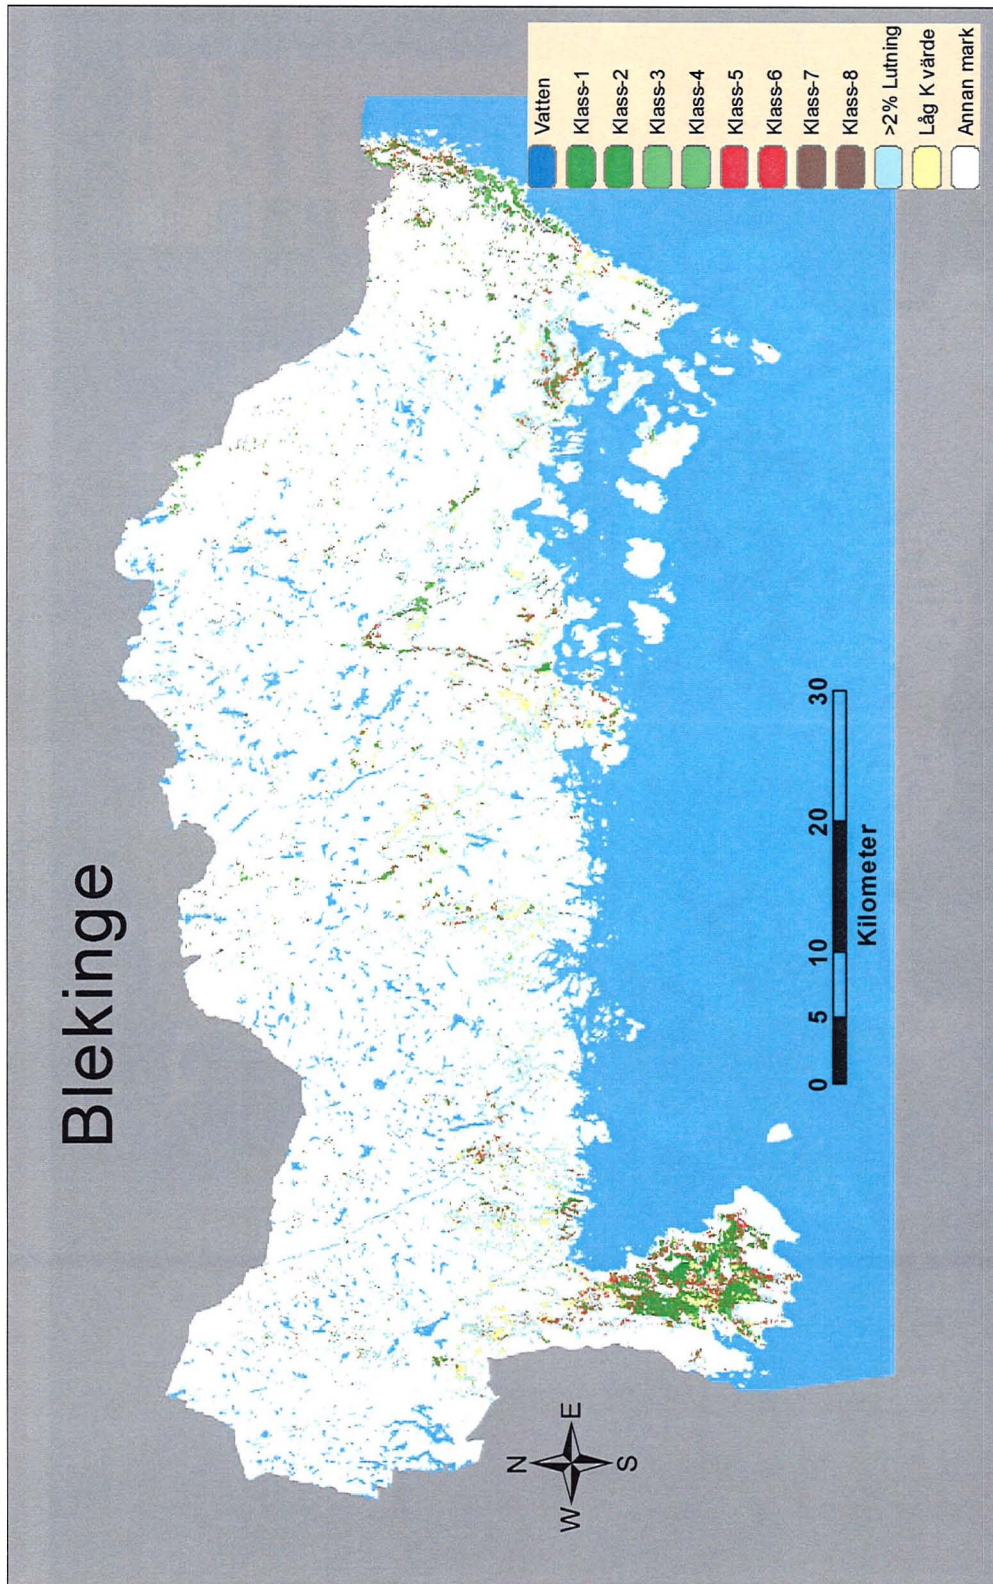 Blekinge
Vatten
Klass-1
Klass-2
Klass-3
Klass-4
Klass-5
Klass-6
Klass-7
Klass-8
>2% Lutning
Låg K värde
Annan mark
N
W E
S
0 5 10 20 30
Kilometer